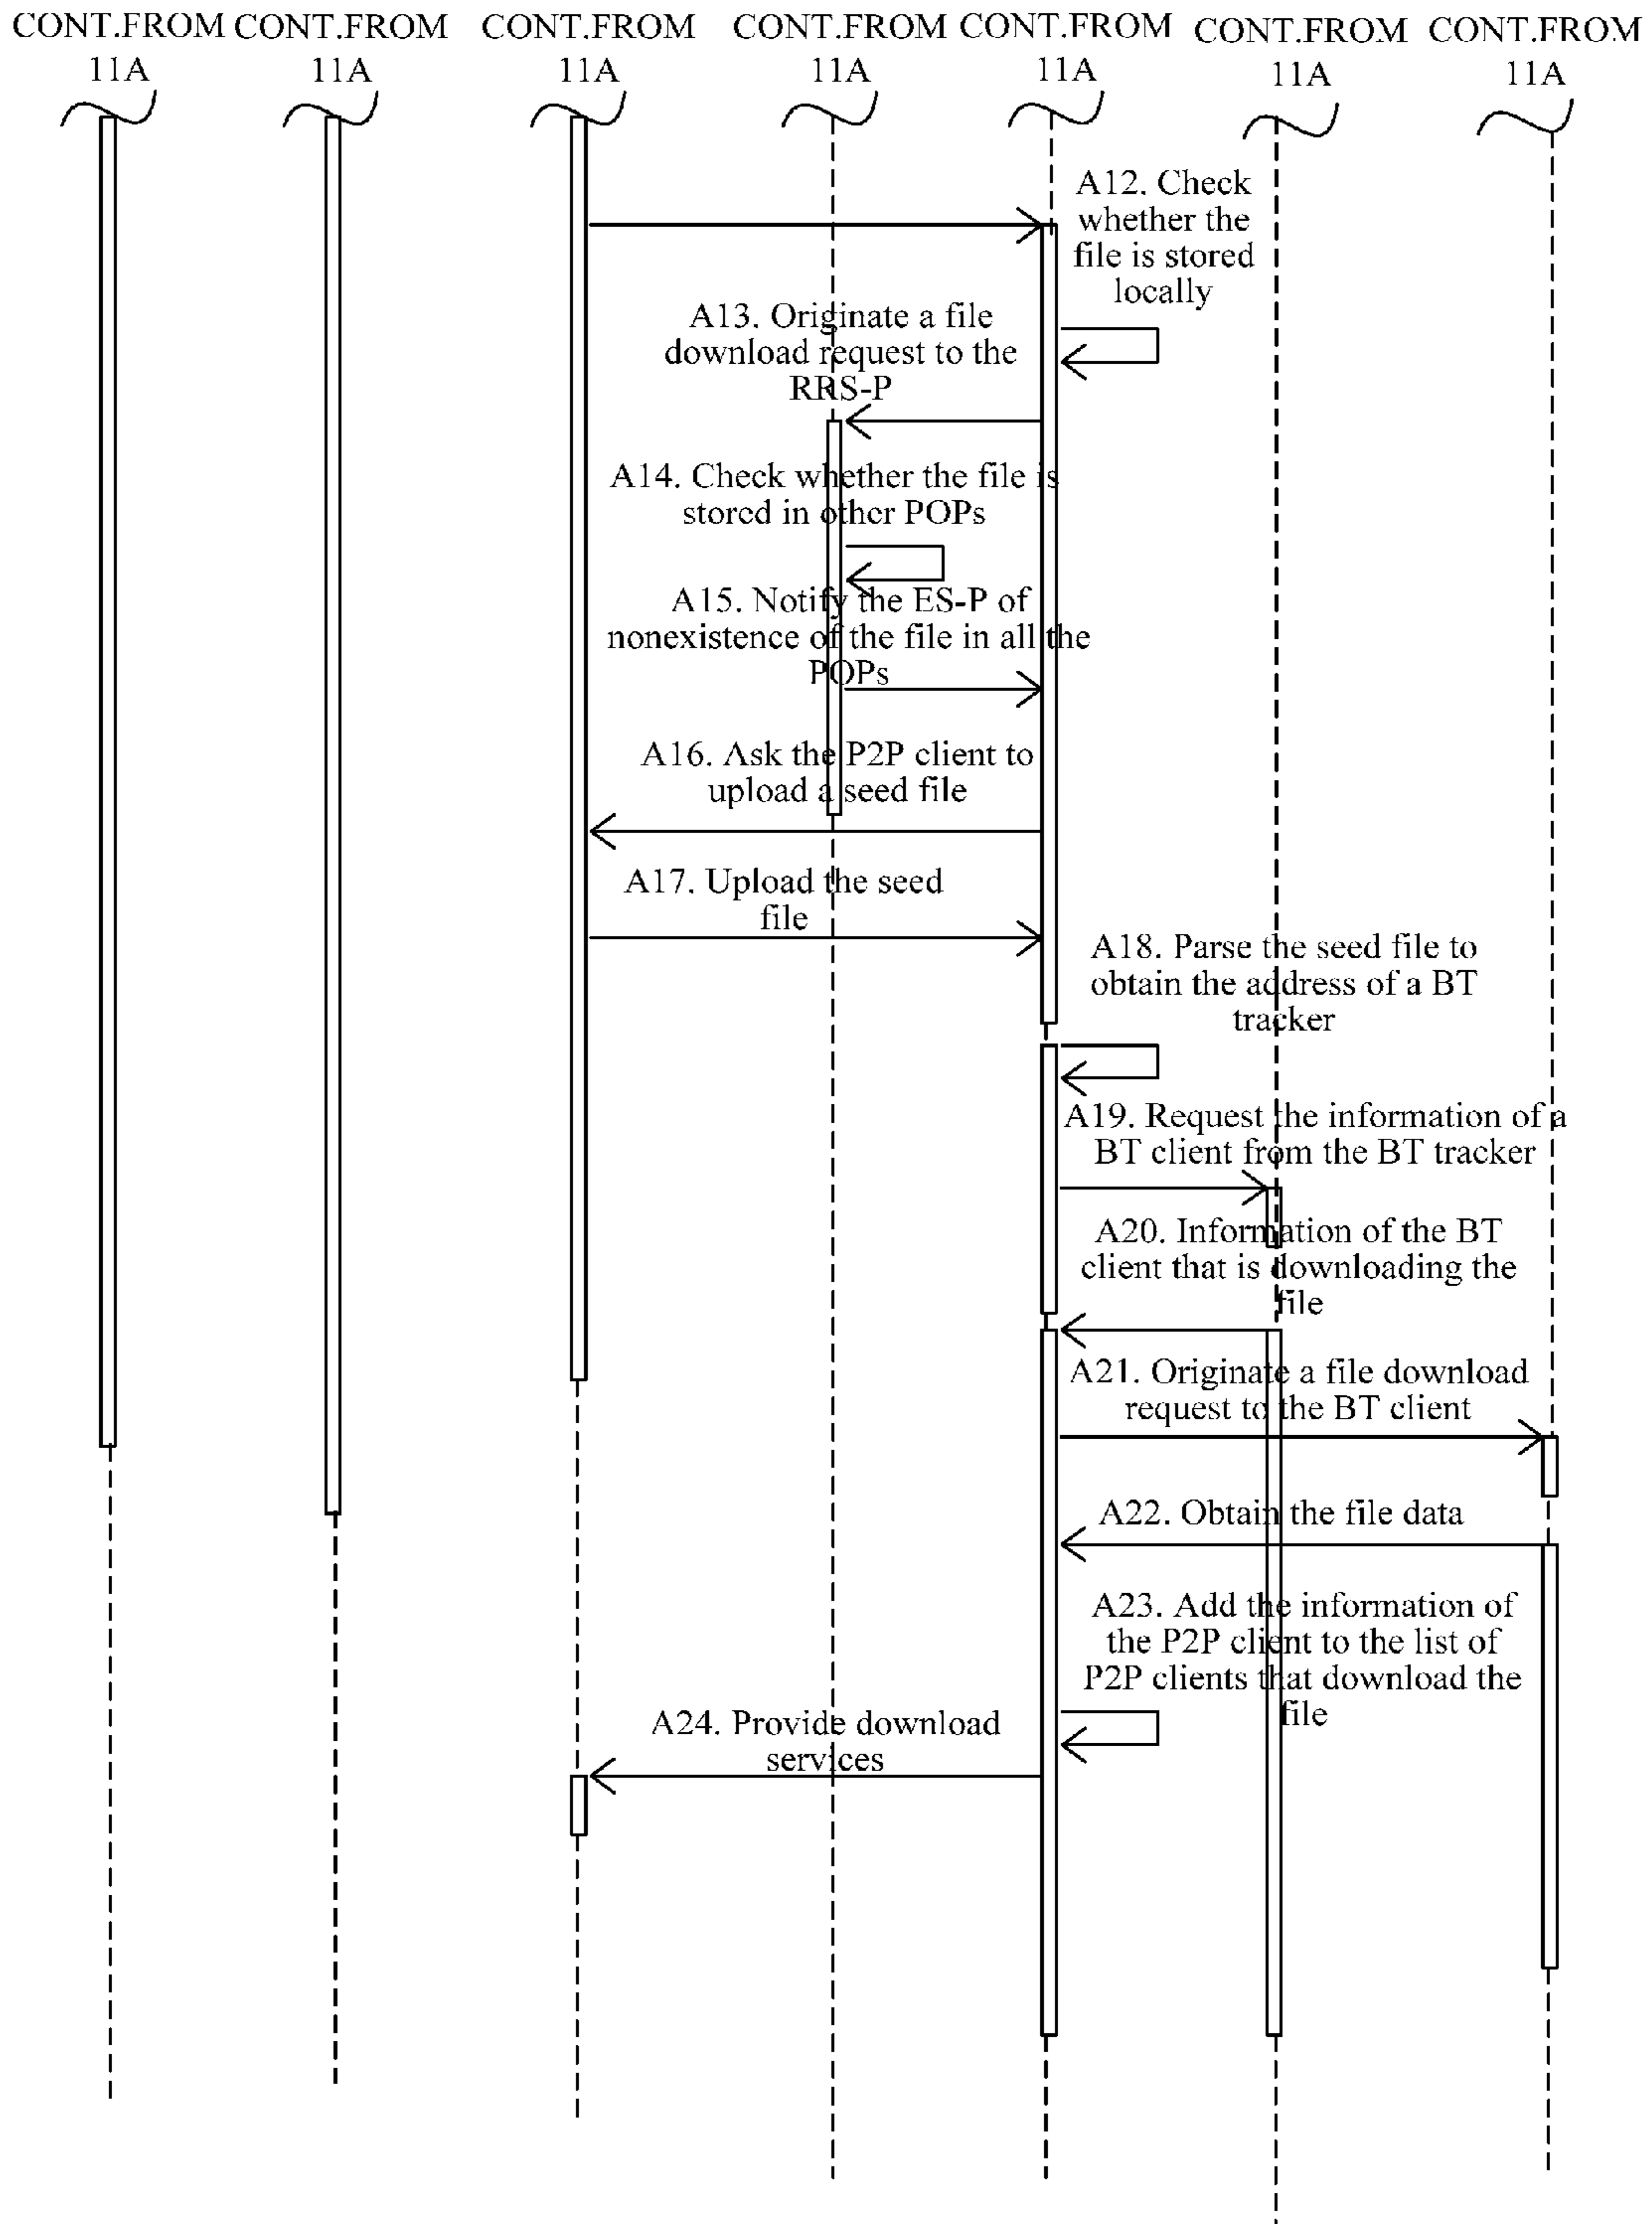 CONT.FROM
11A
CONT.FROM
11A
CONT.FROM
11A
CONT.FROM
11A
CONT.FROM
11A
CONT.FROM
11A
CONT.FROM
11A
A12. Check
whether the
file is stored
locally
A13. Originate a file
download request to the
RRS-P
A14. Check whether the file is
stored in other POPs
A15. Notify the ES-P of
nonexistence of the file in all the
POPs
A16. Ask the P2P client to
upload a seed file
A17. Upload the seed
file
A18. Parse the seed file to
obtain the address of a BT
tracker
A19. Request the information of a
BT client from the BT tracker
A20. Information of the BT
client that is downloading the
file
A21. Originate a file download
request to the BT client
A22. Obtain the file data
A23. Add the information of
the P2P client to the list of
P2P clients that download the
file
A24. Provide download
services